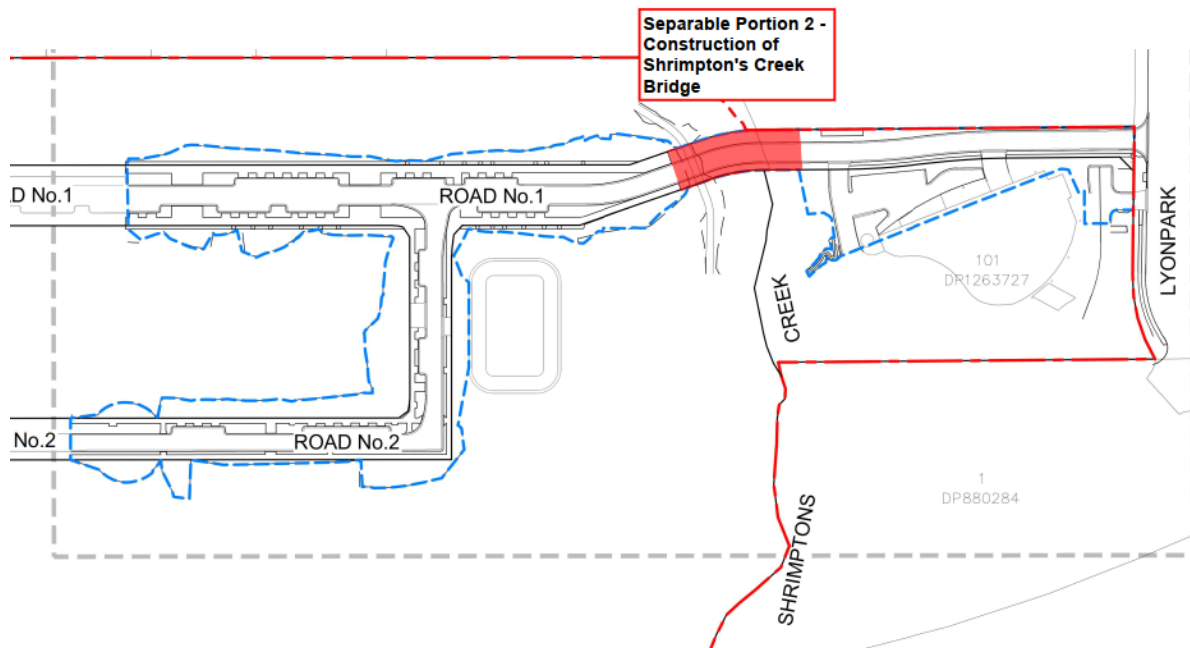 Separable Portion 2 -
Construction of
Shrimpton's Creek
Bridge
D No.1
ROAD No.1
LYONPARK
101
DP1263727
CREEK
No.2
ROAD No.2
1
DP880284
SHRIMPTONS